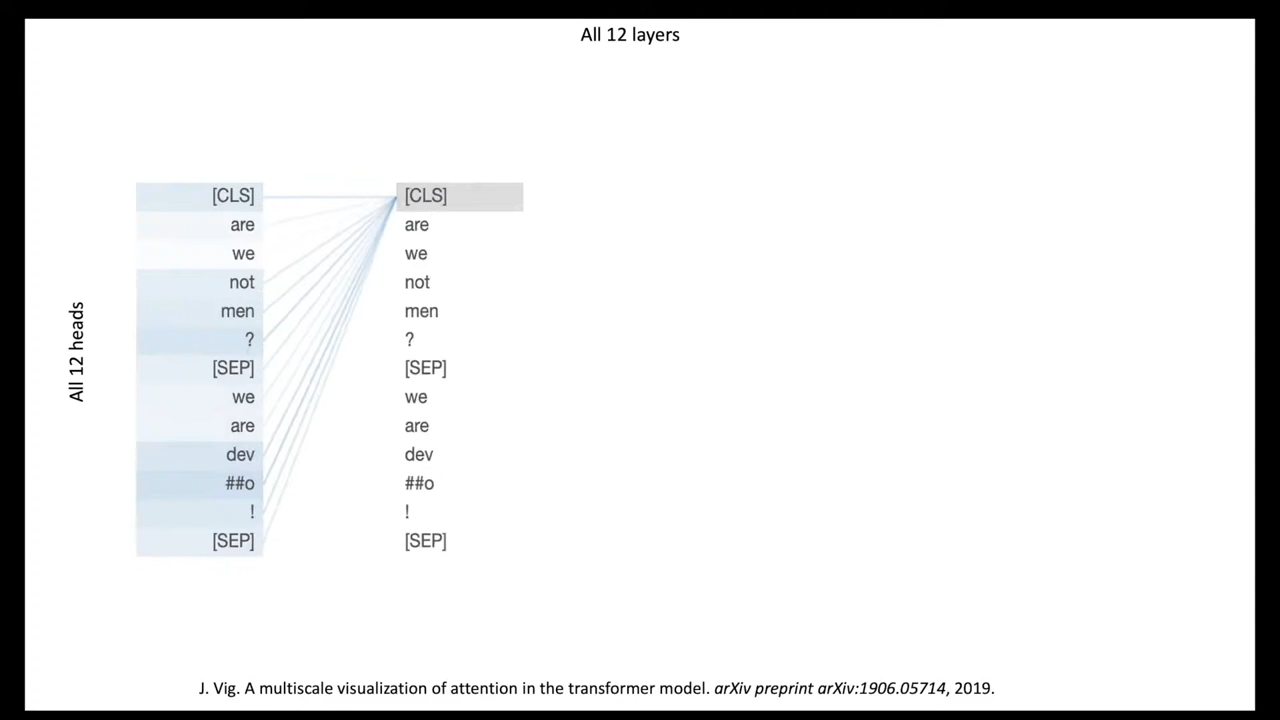 All 12 layers
All 12 heads
[CLS] [CLS]
are are
we we
not not
men men
? ?
[SEP] [SEP]
we we
are are
dev dev
##o ##o
! !
[SEP] [SEP]
J. Vig. A multiscale visualization of attention in the transformer model. arXiv preprint arXiv:1906.05714, 2019.